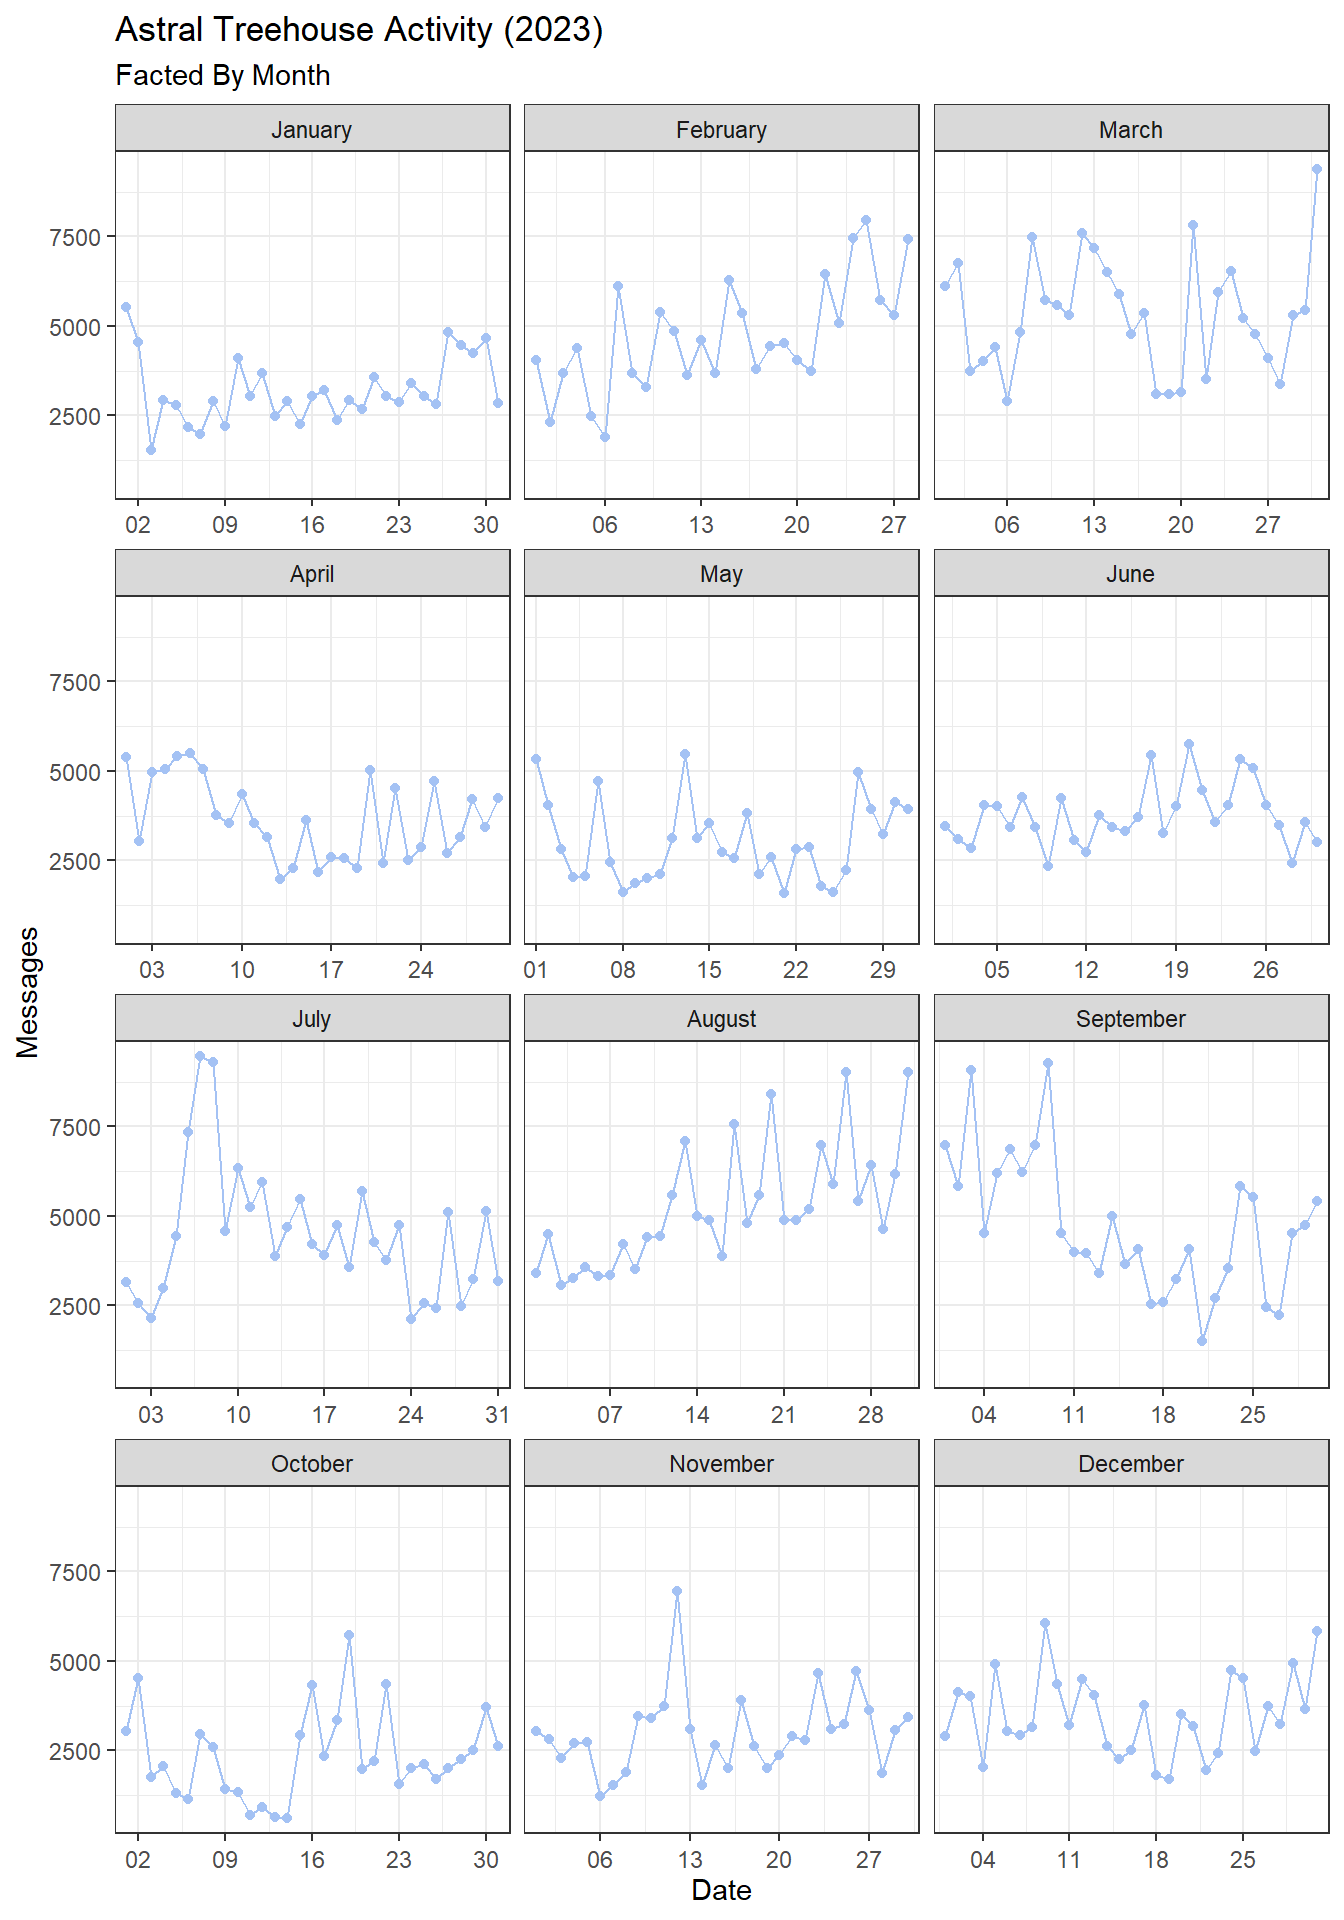 Astral Treehouse Activity (2023)
Facted By Month
January February March
7500
5000
2500
02 09 16 23 30 06 13 20 27 06 13 20 27
April May June
7500
5000
2500
03 10 17 24 01 08 15 22 29 05 12 19 26
Messages
July August September
7500
5000
2500
03 10 17 24 31 07 14 21 28 04 11 18 25
October November December
7500
5000
2500
02 09 16 23 30 06 13 20 27 04 11 18 25
Date